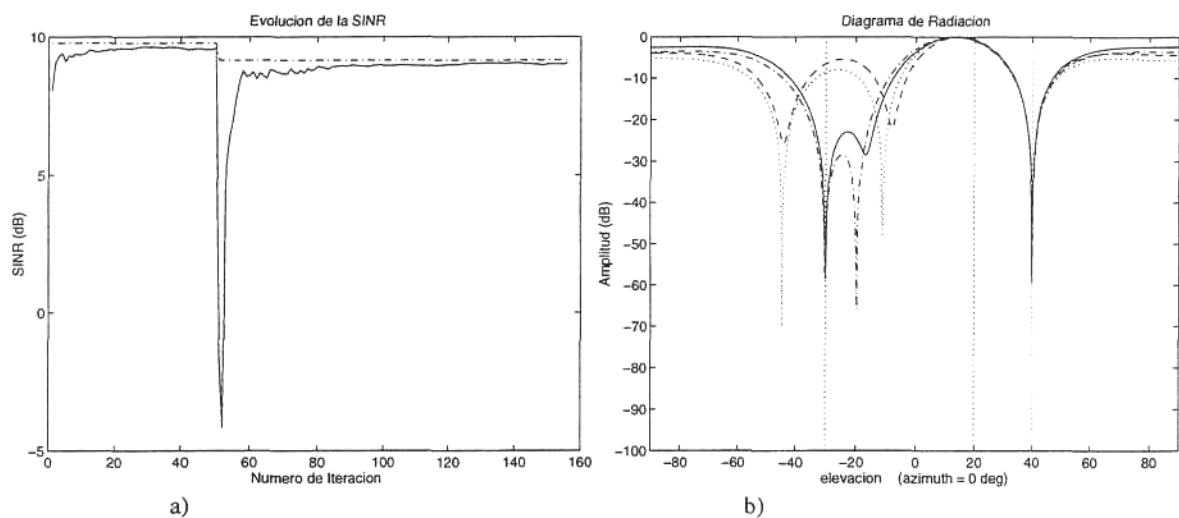 Evolucion de la SINR
10
5
0
−5
SINR (dB)
0 20 40 60 80 100 120 140 160
Numero de Iteracion
a)
Diagrama de Radiacion
0
−10
−20
−30
−40
−50
−60
−70
−80
−90
−100
Amplitud (dB)
−80 −60 −40 −20 0 20 40 60 80
elevacion (azimuth = 0 deg)
b)